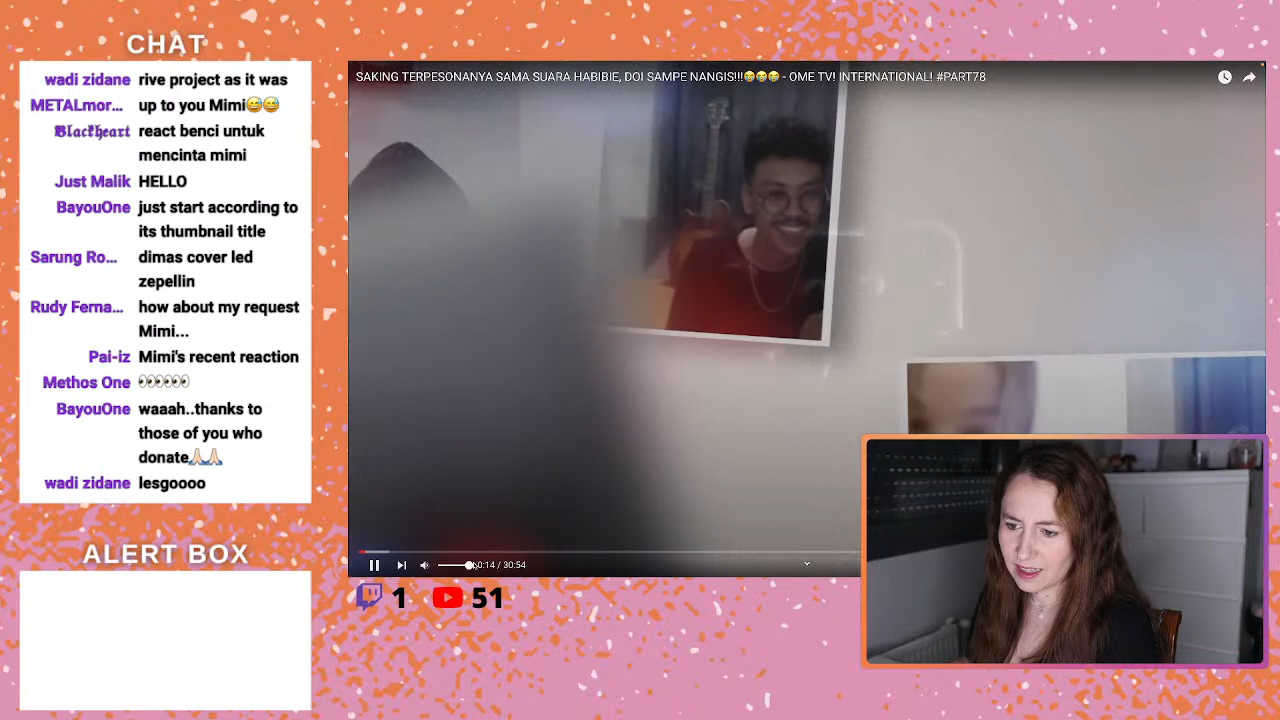 CHAT
wadi zidane rive project as it was
METALmor... up to you Mimi😅😅
𝕭𝖑𝖆𝖈𝖐𝖍𝖊𝖆𝖗𝖙 react benci untuk
mencinta mimi
Just Malik HELLO
BayouOne just start according to
its thumbnail title
Sarung Ro... dimas cover led
zepellin
Rudy Ferna... how about my request
Mimi...
Pai-iz Mimi's recent reaction
Methos One 👀👀👀
BayouOne waaah..thanks to
those of you who
donate🙏🏻🙏🏻
wadi zidane lesgoooo
ALERT BOX
SAKING TERPESONANYA SAMA SUARA HABIBIE, DOI SAMPE NANGIS!!!😭😭😭 - OME TV! INTERNATIONAL! #PART78
0:14 / 30:54
1 51